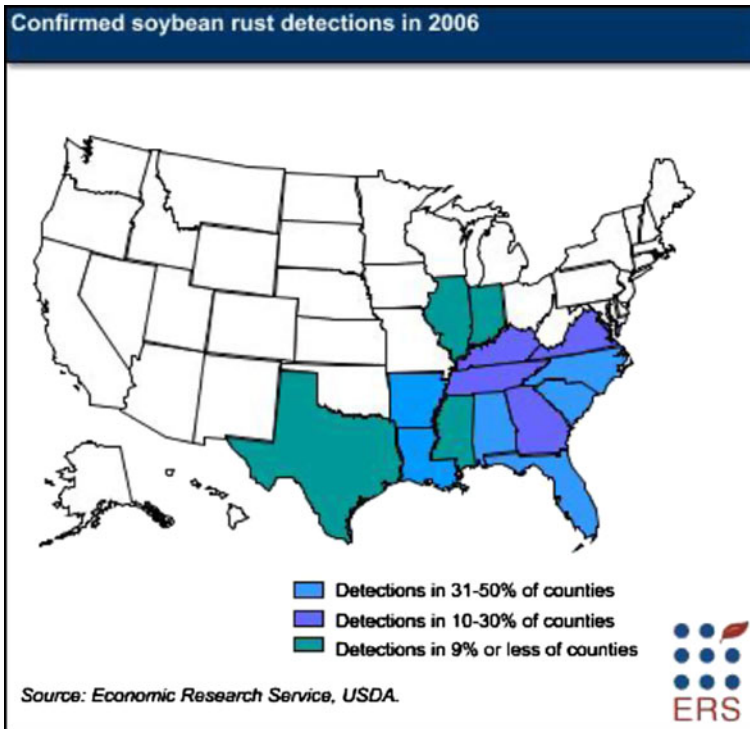 Confirmed soybean rust detections in 2006
Detections in 31-50% of counties
Detections in 10-30% of counties
Detections in 9% or less of counties
Source: Economic Research Service, USDA.
ERS